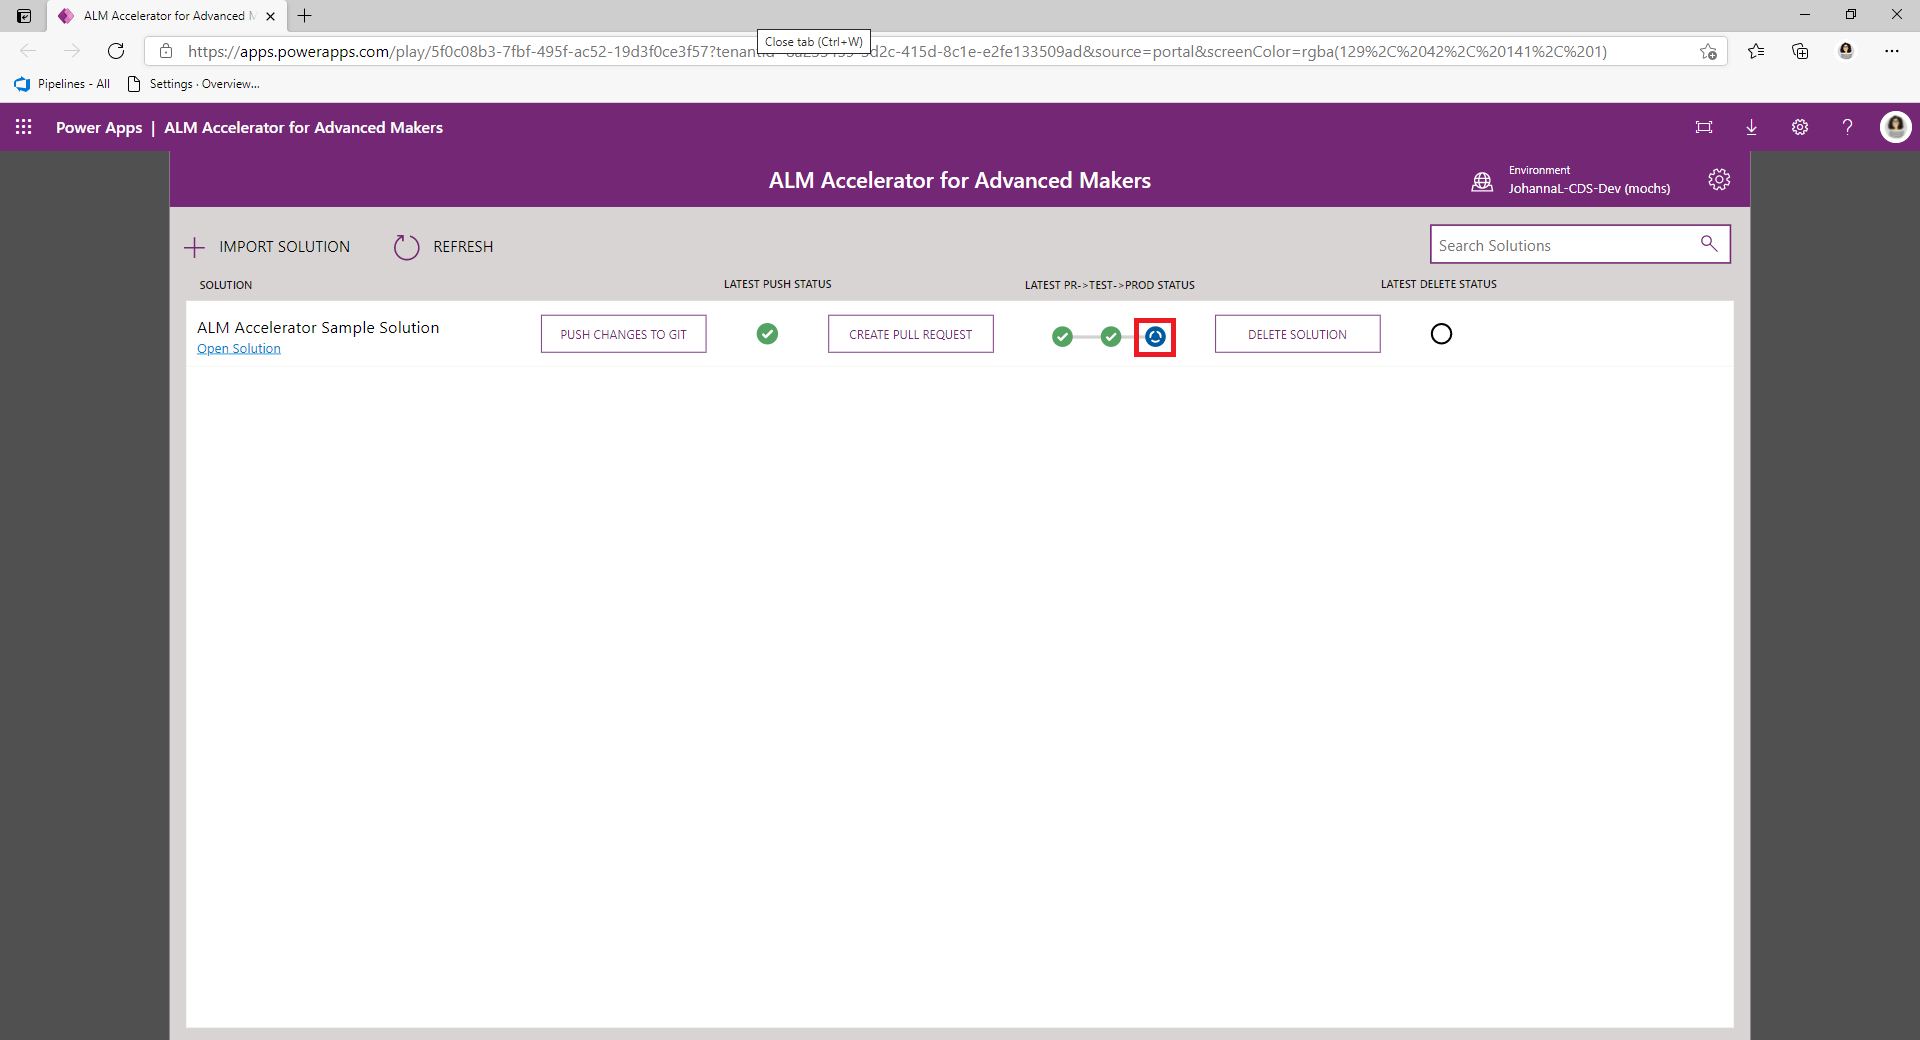 ALM Accelerator for Advanced M
https://apps.powerapps.com/play/5f0c08b3-7fbf-495f-ac52-19d3f0ce3f57?tenantId=8a235459-3d2c-415d-8c1e-e2fe133509ad&source=portal&screenColor=rgba(129%2C%2042%2C%20141%2C%201)
Close tab (Ctrl+W)
Pipelines - All
Settings · Overview...
Power Apps | ALM Accelerator for Advanced Makers
ALM Accelerator for Advanced Makers
Environment
JohannaL-CDS-Dev (mochs)
IMPORT SOLUTION
REFRESH
Search Solutions
SOLUTION
LATEST PUSH STATUS
LATEST PR->TEST->PROD STATUS
LATEST DELETE STATUS
ALM Accelerator Sample Solution
Open Solution
PUSH CHANGES TO GIT
CREATE PULL REQUEST
DELETE SOLUTION